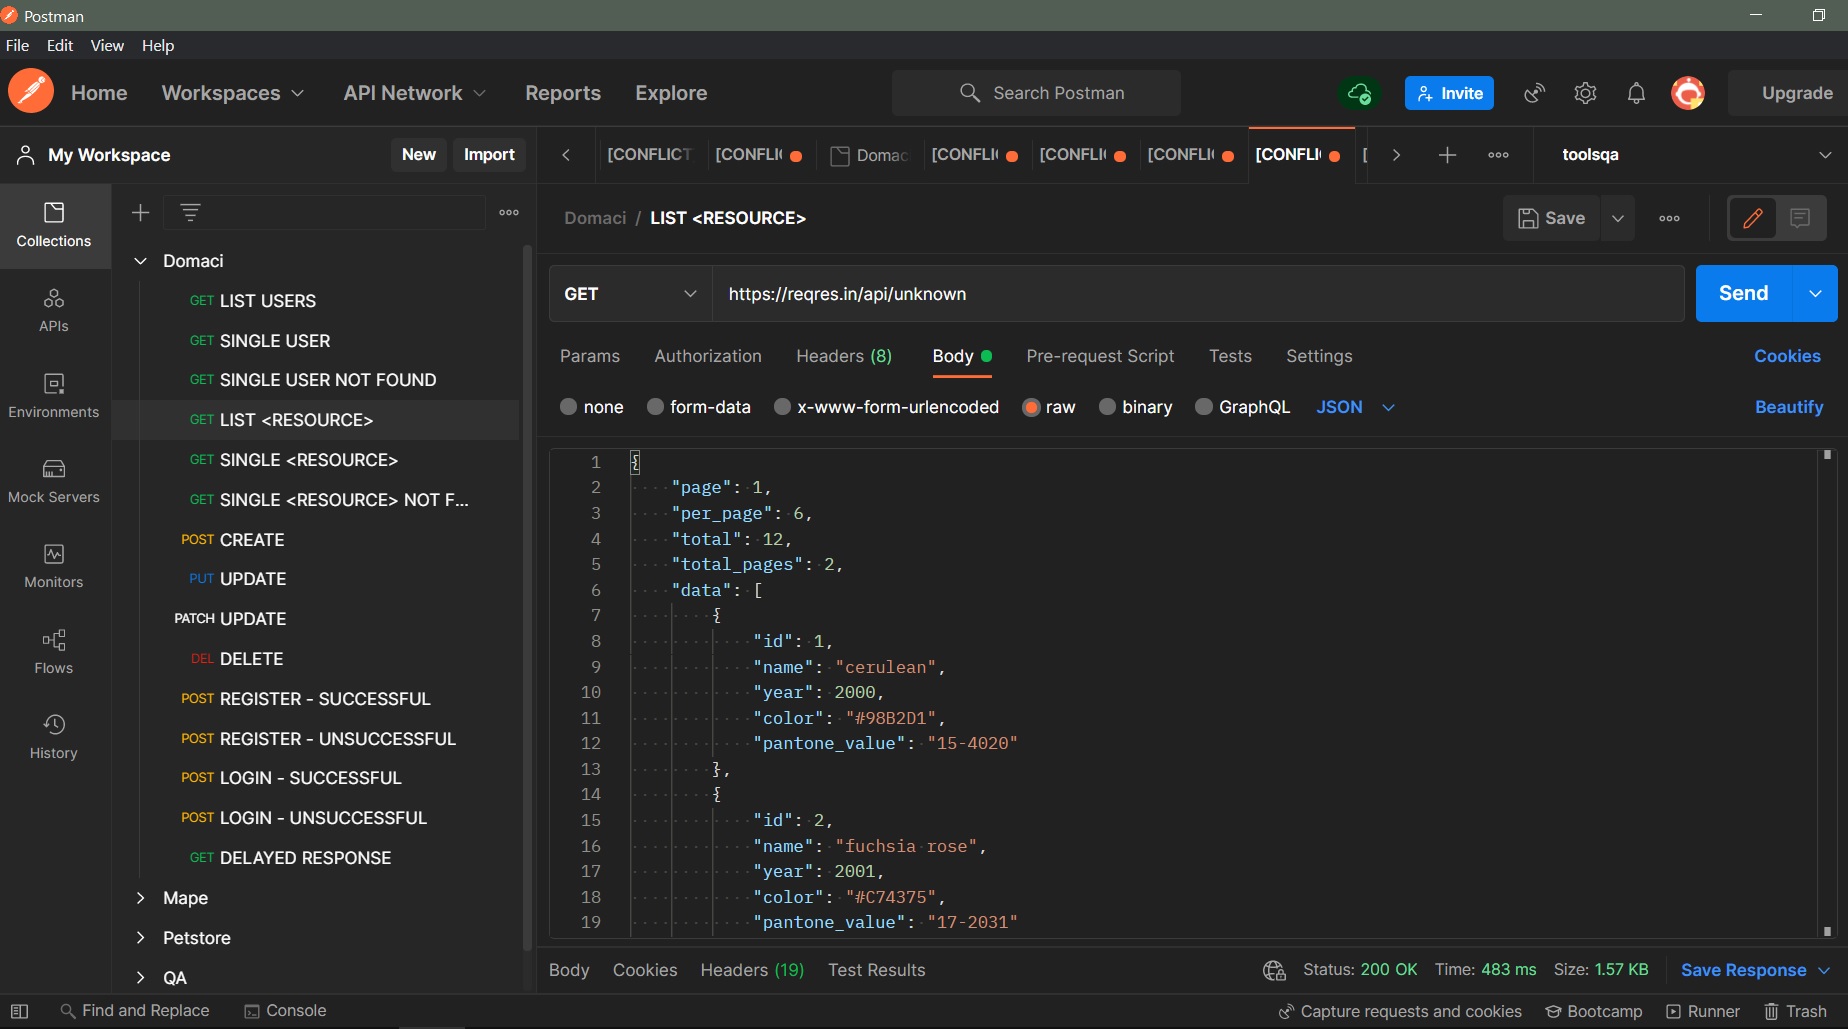 Postman
File Edit View Help
Home Workspaces API Network Reports Explore Search Postman Invite Upgrade
My Workspace New Import [CONFLICT [CONFLI Domac [CONFLI [CONFLI [CONFLI [CONFLI [ toolsqa
Domaci / LIST <RESOURCE> Save
Collections
APIs
Environments
Mock Servers
Monitors
Flows
History
Domaci
GET LIST USERS
GET SINGLE USER
GET SINGLE USER NOT FOUND
GET LIST <RESOURCE>
GET SINGLE <RESOURCE>
GET SINGLE <RESOURCE> NOT F...
POST CREATE
PUT UPDATE
PATCH UPDATE
DEL DELETE
POST REGISTER - SUCCESSFUL
POST REGISTER - UNSUCCESSFUL
POST LOGIN - SUCCESSFUL
POST LOGIN - UNSUCCESSFUL
GET DELAYED RESPONSE
Mape
Petstore
QA
GET https://reqres.in/api/unknown Send
Params Authorization Headers (8) Body Pre-request Script Tests Settings Cookies
none form-data x-www-form-urlencoded raw binary GraphQL JSON Beautify
1 {
2 "page": 1,
3 "per_page": 6,
4 "total": 12,
5 "total_pages": 2,
6 "data": [
7 {
8 "id": 1,
9 "name": "cerulean",
10 "year": 2000,
11 "color": "#98B2D1",
12 "pantone_value": "15-4020"
13 },
14 {
15 "id": 2,
16 "name": "fuchsia rose",
17 "year": 2001,
18 "color": "#C74375",
19 "pantone_value": "17-2031"
Body Cookies Headers (19) Test Results Status: 200 OK Time: 483 ms Size: 1.57 KB Save Response
Find and Replace Console Capture requests and cookies Bootcamp Runner Trash